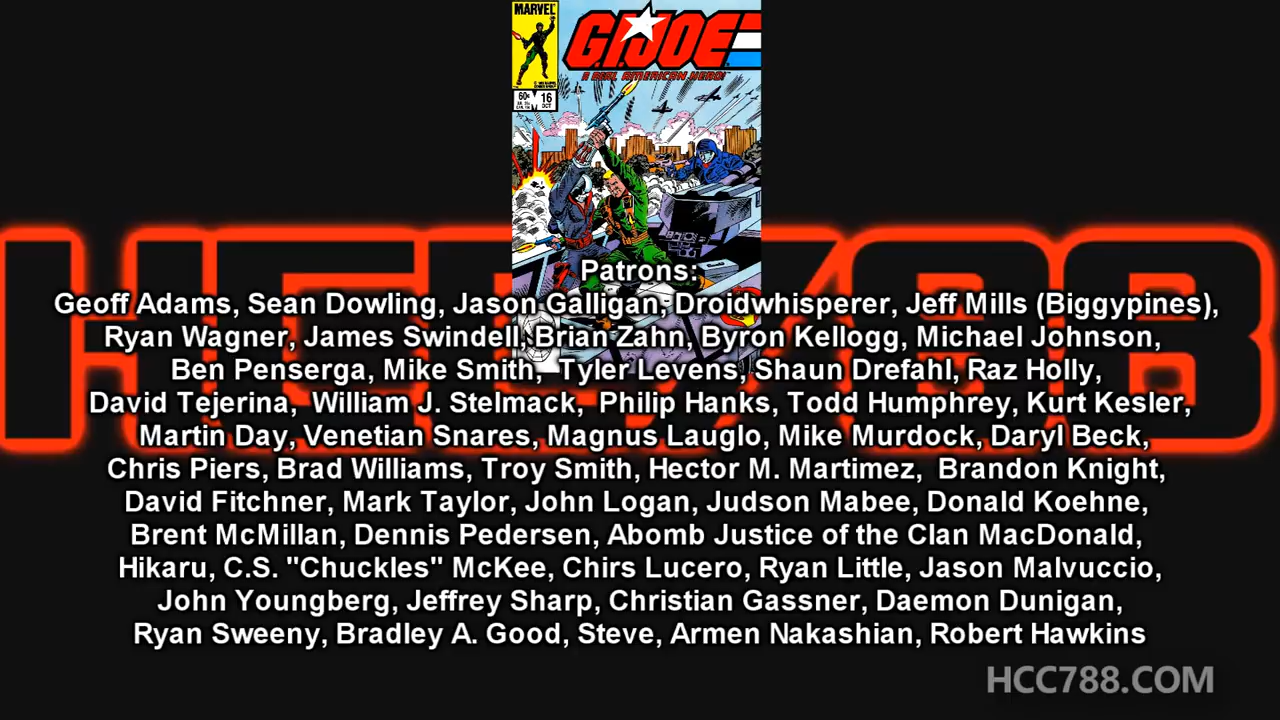 MARVEL
G.I. JOE
A REAL AMERICAN HERO!
60¢
16
OCT
HCC788
Patrons:
Geoff Adams, Sean Dowling, Jason Galligan, Droidwhisperer, Jeff Mills (Biggypines),
Ryan Wagner, James Swindell, Brian Zahn, Byron Kellogg, Michael Johnson,
Ben Penserga, Mike Smith,  Tyler Levens, Shaun Drefahl, Raz Holly,
David Tejerina,  William J. Stelmack,  Philip Hanks, Todd Humphrey, Kurt Kesler,
Martin Day, Venetian Snares, Magnus Lauglo, Mike Murdock, Daryl Beck,
Chris Piers, Brad Williams, Troy Smith, Hector M. Martimez,  Brandon Knight,
David Fitchner, Mark Taylor, John Logan, Judson Mabee, Donald Koehne,
Brent McMillan, Dennis Pedersen, Abomb Justice of the Clan MacDonald,
Hikaru, C.S. "Chuckles" McKee, Chirs Lucero, Ryan Little, Jason Malvuccio,
John Youngberg, Jeffrey Sharp, Christian Gassner, Daemon Dunigan,
Ryan Sweeny, Bradley A. Good, Steve, Armen Nakashian, Robert Hawkins
HCC788.COM